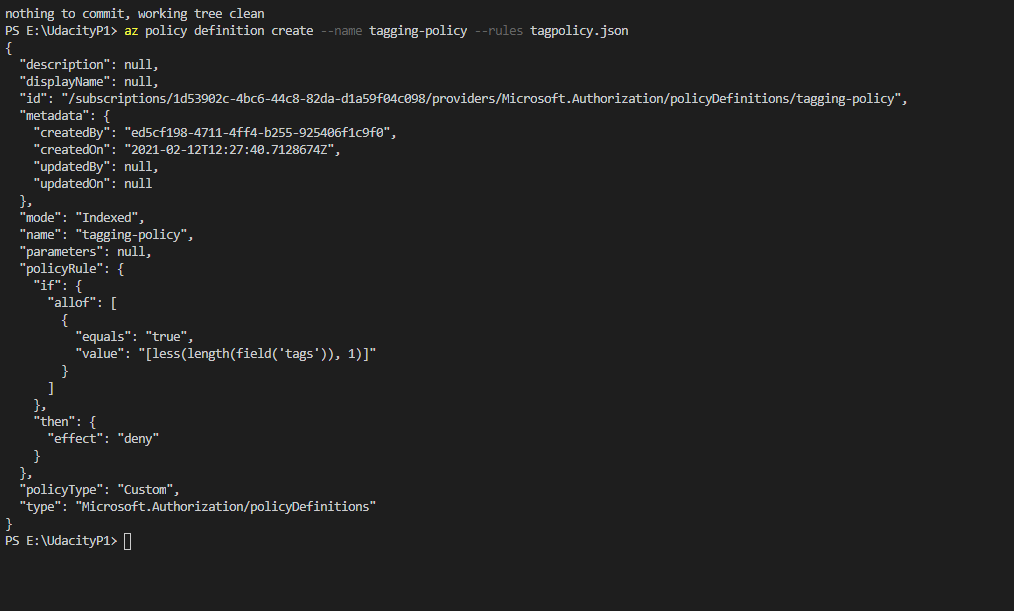 nothing to commit, working tree clean
PS E:\UdacityP1> az policy definition create --name tagging-policy --rules tagpolicy.json
{
  "description": null,
  "displayName": null,
  "id": "/subscriptions/1d53902c-4bc6-44c8-82da-d1a59f04c098/providers/Microsoft.Authorization/policyDefinitions/tagging-policy",
  "metadata": {
    "createdBy": "ed5cf198-4711-4ff4-b255-925406f1c9f0",
    "createdOn": "2021-02-12T12:27:40.7128674Z",
    "updatedBy": null,
    "updatedOn": null
  },
  "mode": "Indexed",
  "name": "tagging-policy",
  "parameters": null,
  "policyRule": {
    "if": {
      "allof": [
        {
          "equals": "true",
          "value": "[less(length(field('tags')), 1)]"
        }
      ]
    },
    "then": {
      "effect": "deny"
    }
  },
  "policyType": "Custom",
  "type": "Microsoft.Authorization/policyDefinitions"
}
PS E:\UdacityP1>